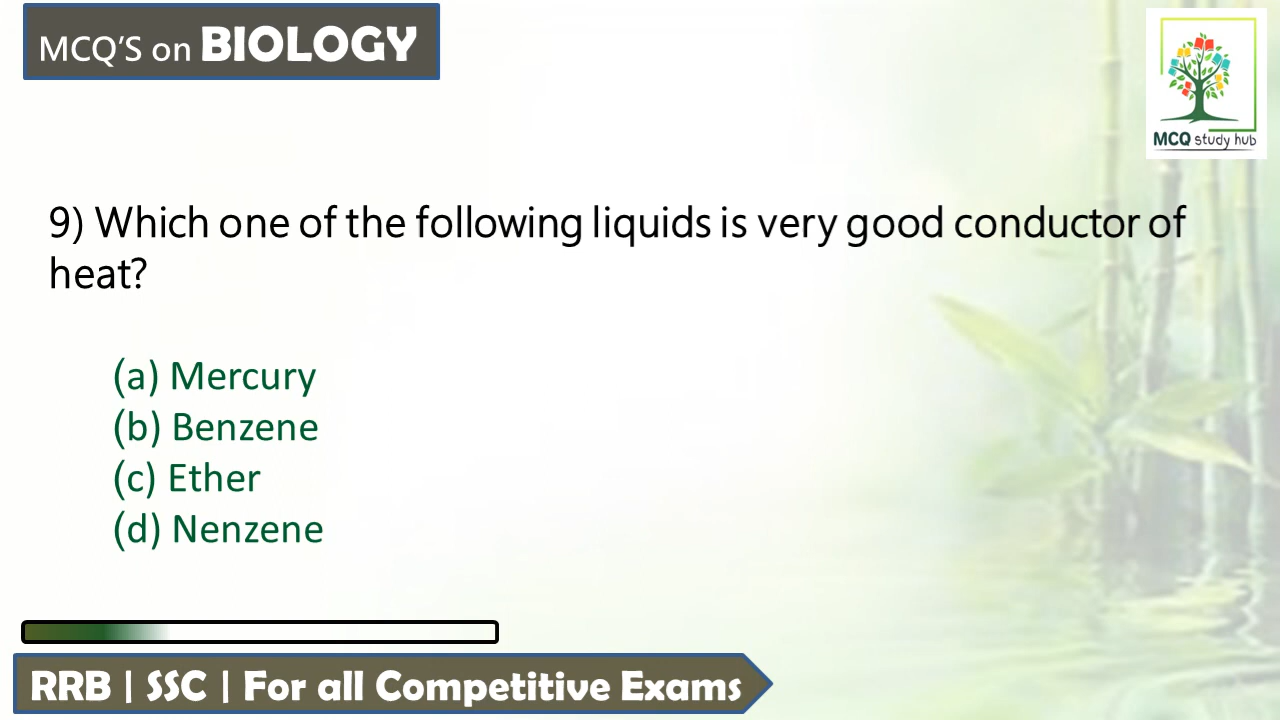 MCQ'S on BIOLOGY
MCQ study hub
9) Which one of the following liquids is very good conductor of
heat?
(a) Mercury
(b) Benzene
(c) Ether
(d) Nenzene
RRB | SSC | For all Competitive Exams